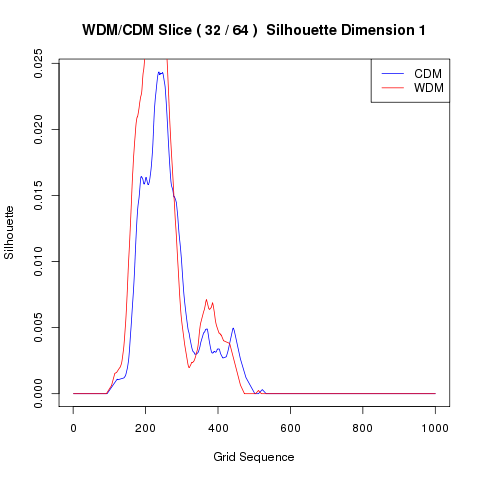 WDM/CDM Slice ( 32 / 64 )  Silhouette Dimension 1
CDM
WDM
Silhouette
0.025
0.020
0.015
0.010
0.005
0.000
0 200 400 600 800 1000
Grid Sequence